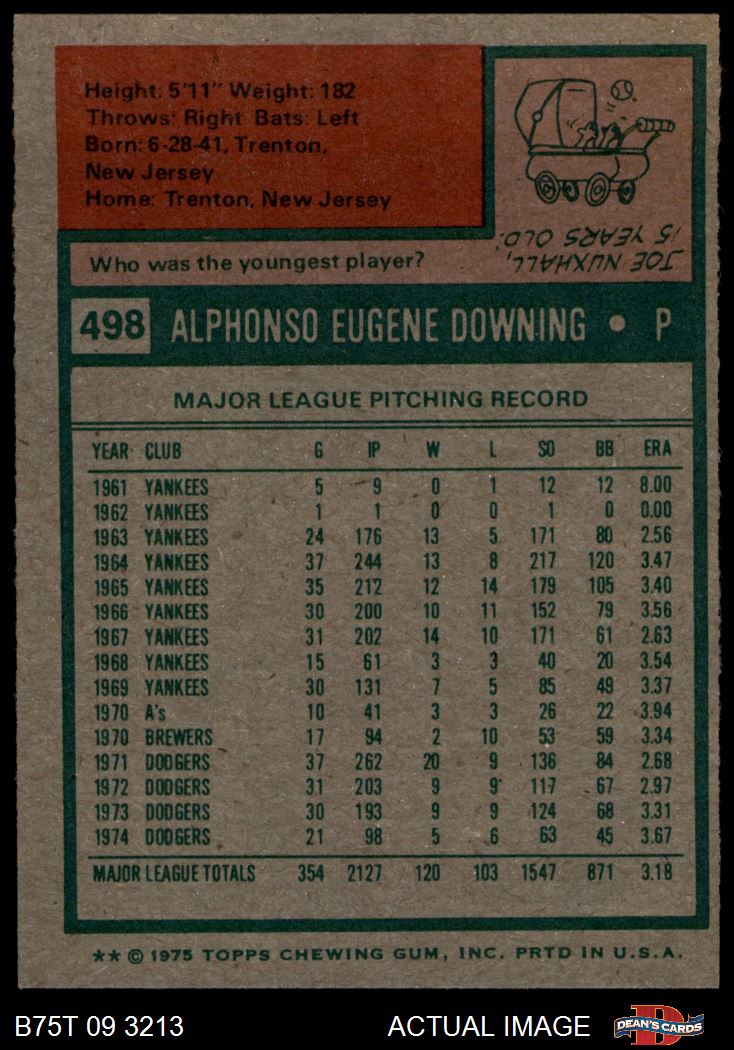 Height: 5'11" Weight: 182
Throws: Right Bats: Left
Born: 6-28-41, Trenton,
New Jersey
Home: Trenton, New Jersey
Who was the youngest player?
JOE NUXHALL,
15 YEARS OLD.
498 ALPHONSO EUGENE DOWNING • P
MAJOR LEAGUE PITCHING RECORD
YEAR CLUB G IP W L SO BB ERA
1961 YANKEES 5 9 0 1 12 12 8.00
1962 YANKEES 1 1 0 0 1 0 0.00
1963 YANKEES 24 176 13 5 171 80 2.56
1964 YANKEES 37 244 13 8 217 120 3.47
1965 YANKEES 35 212 12 14 179 105 3.40
1966 YANKEES 30 200 10 11 152 79 3.56
1967 YANKEES 31 202 14 10 171 61 2.63
1968 YANKEES 15 61 3 3 40 20 3.54
1969 YANKEES 30 131 7 5 85 49 3.37
1970 A's 10 41 3 3 26 22 3.94
1970 BREWERS 17 94 2 10 53 59 3.34
1971 DODGERS 37 262 20 9 136 84 2.68
1972 DODGERS 31 203 9 9 117 67 2.97
1973 DODGERS 30 193 9 9 124 68 3.31
1974 DODGERS 21 98 5 6 63 45 3.67
MAJOR LEAGUE TOTALS 354 2127 120 103 1547 871 3.18
** © 1975 TOPPS CHEWING GUM, INC. PRTD IN U.S.A.
B75T 09 3213 ACTUAL IMAGE DEAN'S CARDS